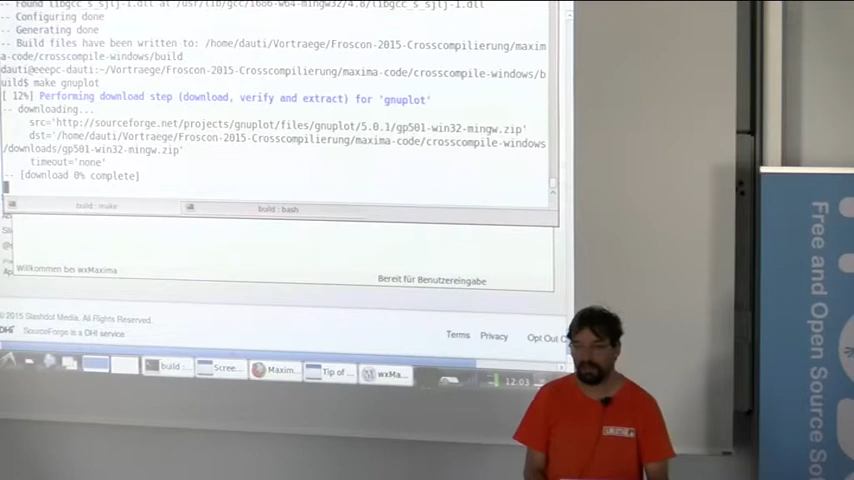 -- Found libgcc_s_sjlj-1.dll at /usr/lib/gcc/i686-w64-mingw32/4.8/libgcc_s_sjlj-1.dll
-- Configuring done
-- Generating done
-- Build files have been written to: /home/dauti/Vortraege/Froscon-2015-Crosscompilierung/maxim
a-code/crosscompile-windows/build
dauti@eeepc-dauti:~/Vortraege/Froscon-2015-Crosscompilierung/maxima-code/crosscompile-windows/b
uild$ make gnuplot
[ 12%] Performing download step (download, verify and extract) for 'gnuplot'
-- downloading...
src='http://sourceforge.net/projects/gnuplot/files/gnuplot/5.0.1/gp501-win32-mingw.zip'
dst='/home/dauti/Vortraege/Froscon-2015-Crosscompilierung/maxima-code/crosscompile-windows
/downloads/gp501-win32-mingw.zip'
timeout='none'
-- [download 0% complete]
build : make
build : bash
Willkommen bei wxMaxima
Bereit für Benutzereingabe
© 2015 Slashdot Media. All Rights Reserved.
SourceForge is a DHI service
Terms Privacy Opt Out
build :
Scree...
Maxim...
Tip of ...
wxMa...
12:03
Free and Open Source So